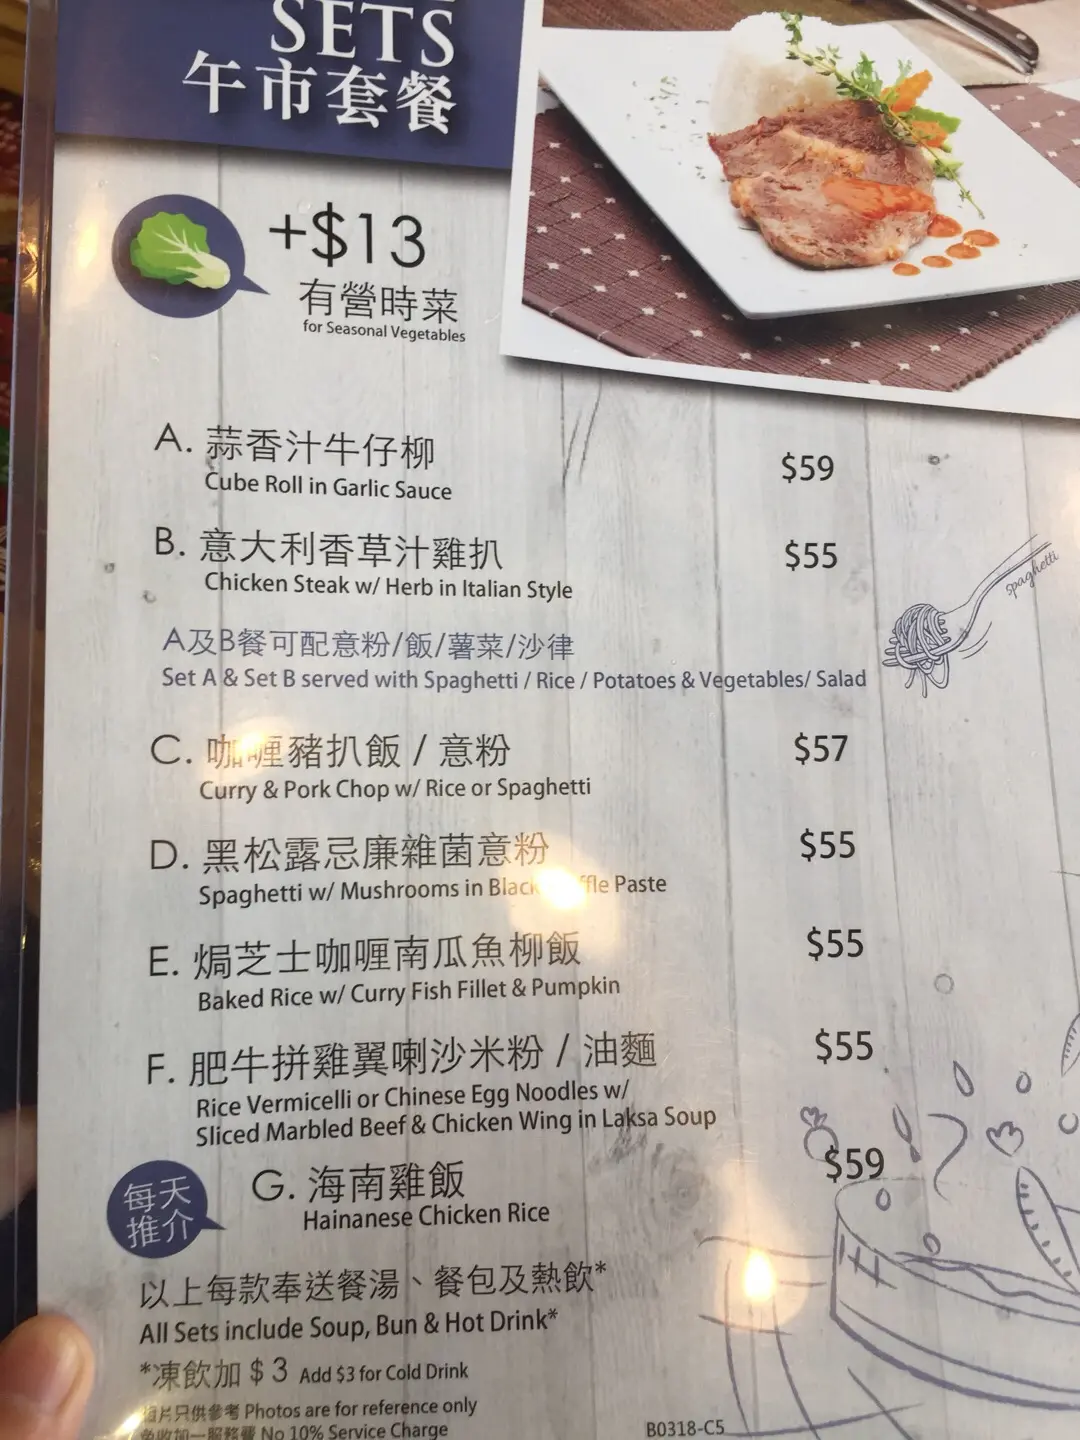 SETS
午市套餐
+$13
有營時菜
for Seasonal Vegetables
A. 蒜香汁牛仔柳 $59
Cube Roll in Garlic Sauce
B. 意大利香草汁雞扒 $55
Chicken Steak w/ Herb in Italian Style
spaghetti
A及B餐可配意粉/飯/薯菜/沙律
Set A & Set B served with Spaghetti / Rice / Potatoes & Vegetables/ Salad
C. 咖喱豬扒飯 / 意粉 $57
Curry & Pork Chop w/ Rice or Spaghetti
D. 黑松露忌廉雜菌意粉 $55
Spaghetti w/ Mushrooms in Black Paste
E. 焗芝士咖喱南瓜魚柳飯 $55
Baked Rice w/ Curry Fish Fillet & Pumpkin
F. 肥牛拼雞翼喇沙米粉 / 油麵 $55
Rice Vermicelli or Chinese Egg Noodles w/
Sliced Marbled Beef & Chicken Wing in Laksa Soup
每天
推介
G. 海南雞飯 $59
Hainanese Chicken Rice
以上每款奉送餐湯、餐包及熱飲*
All Sets include Soup, Bun & Hot Drink*
*凍飲加 $3 Add $3 for Cold Drink
相片只供參考 Photos are for reference only
免收加一服務費 No 10% Service Charge
B0318-C5